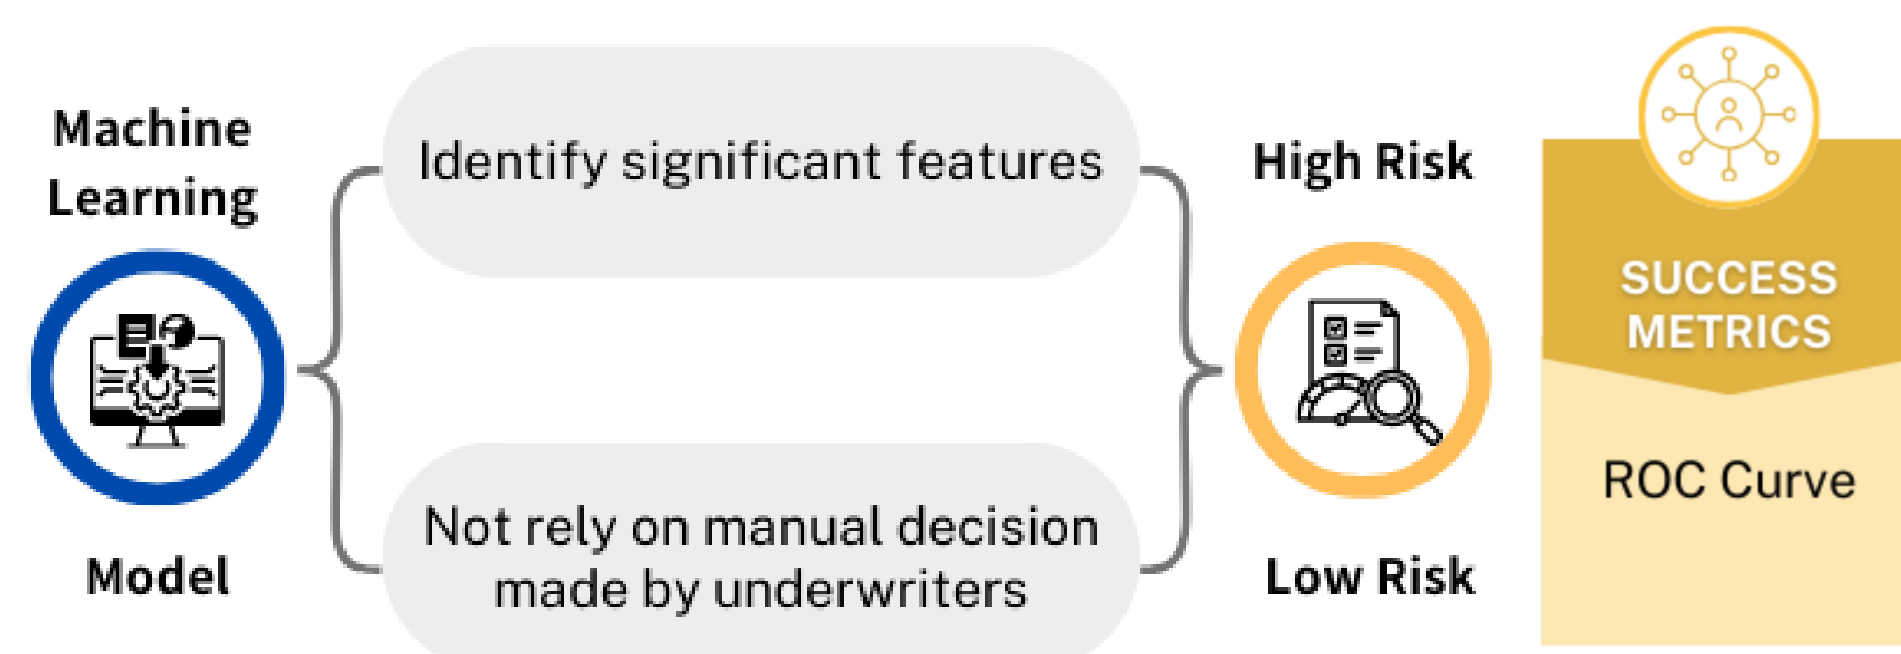 Machine
Learning
Model
Identify significant features
Not rely on manual decision
made by underwriters
High Risk
Low Risk
SUCCESS
METRICS
ROC Curve